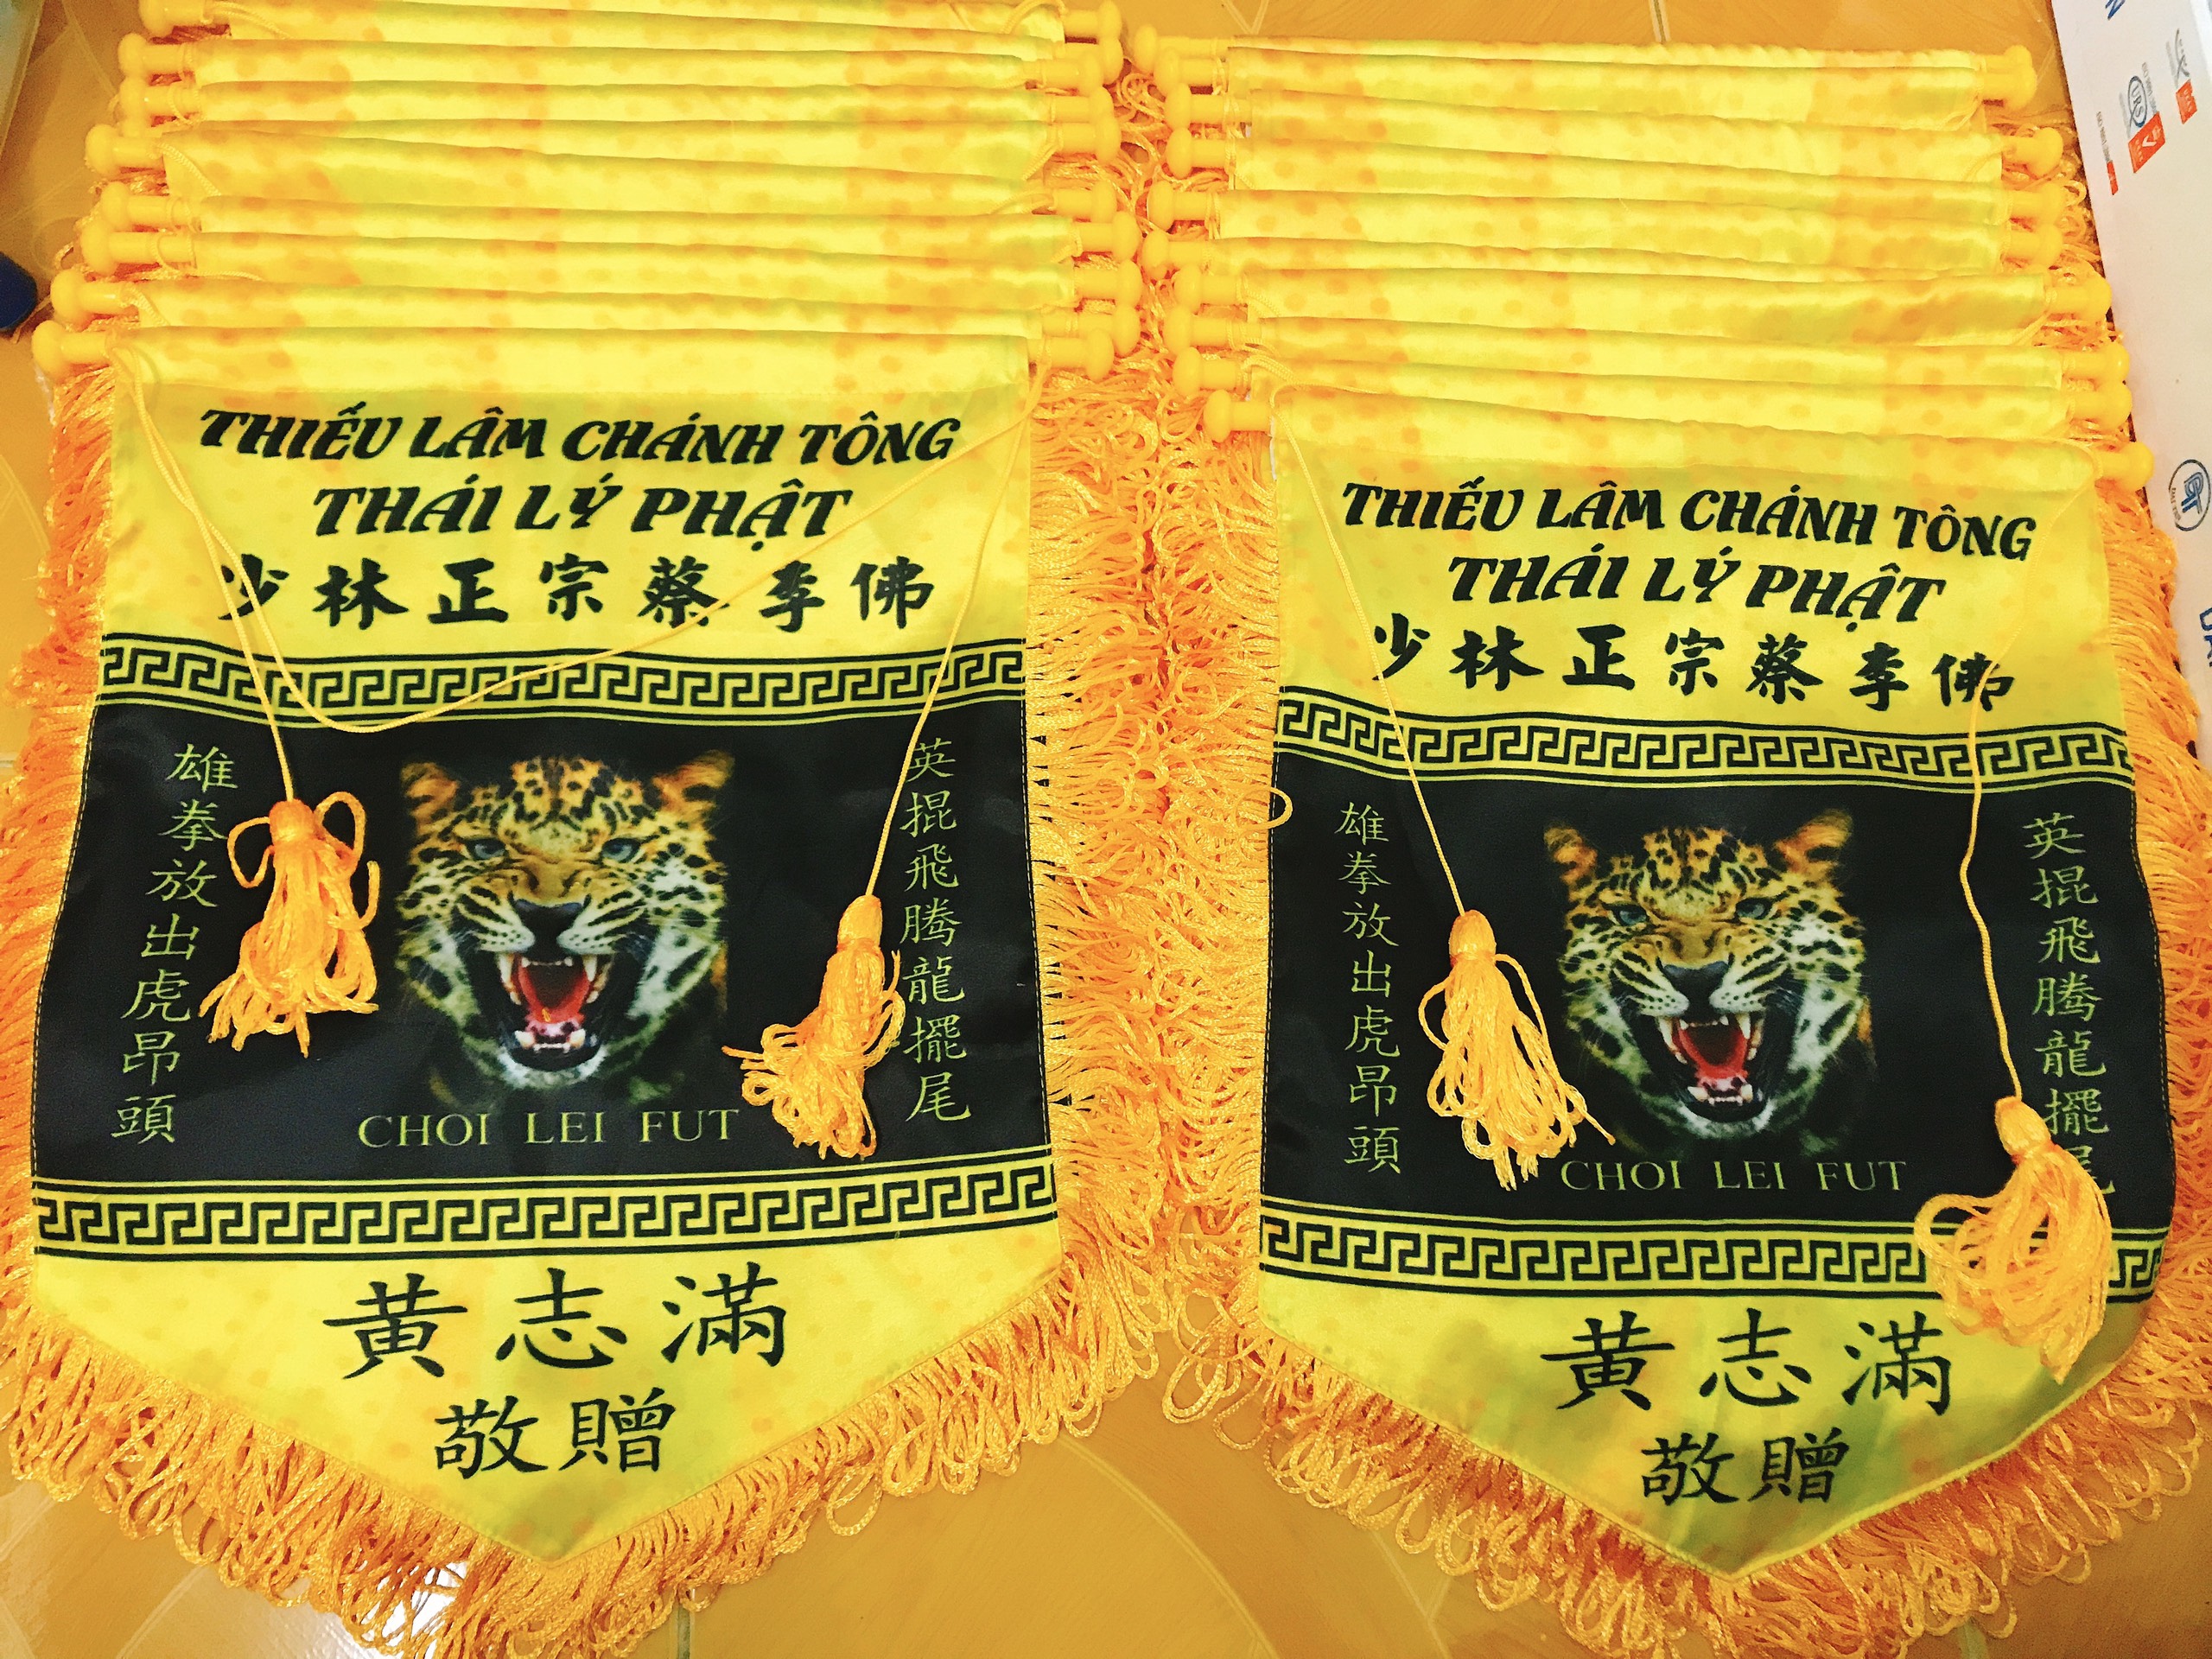 THIẾU LÂM CHÁNH TÔNG
THÁI LÝ PHẬT
少林正宗蔡李佛
英掍飛騰龍擺尾
雄拳放出虎昂頭
CHOI LEI FUT
黃志滿
敬贈
THIẾU LÂM CHÁNH TÔNG
THÁI LÝ PHẬT
少林正宗蔡李佛
英掍飛騰龍擺尾
雄拳放出虎昂頭
CHOI LEI FUT
黃志滿
敬贈